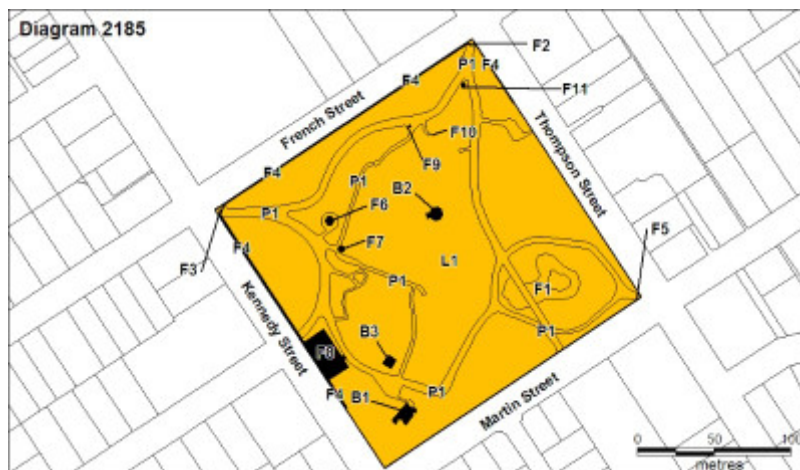 Diagram 2185
F2
P1 F4
F4
F11
French Street
Thompson Street
F10
F4
F9
P1
B2
P1
F6
F5
F4
F7
F3
L1
P1
F1
Kennedy Street
P1
B3
F8
P1
F4
B1
Martin Street
0 50 100
metres